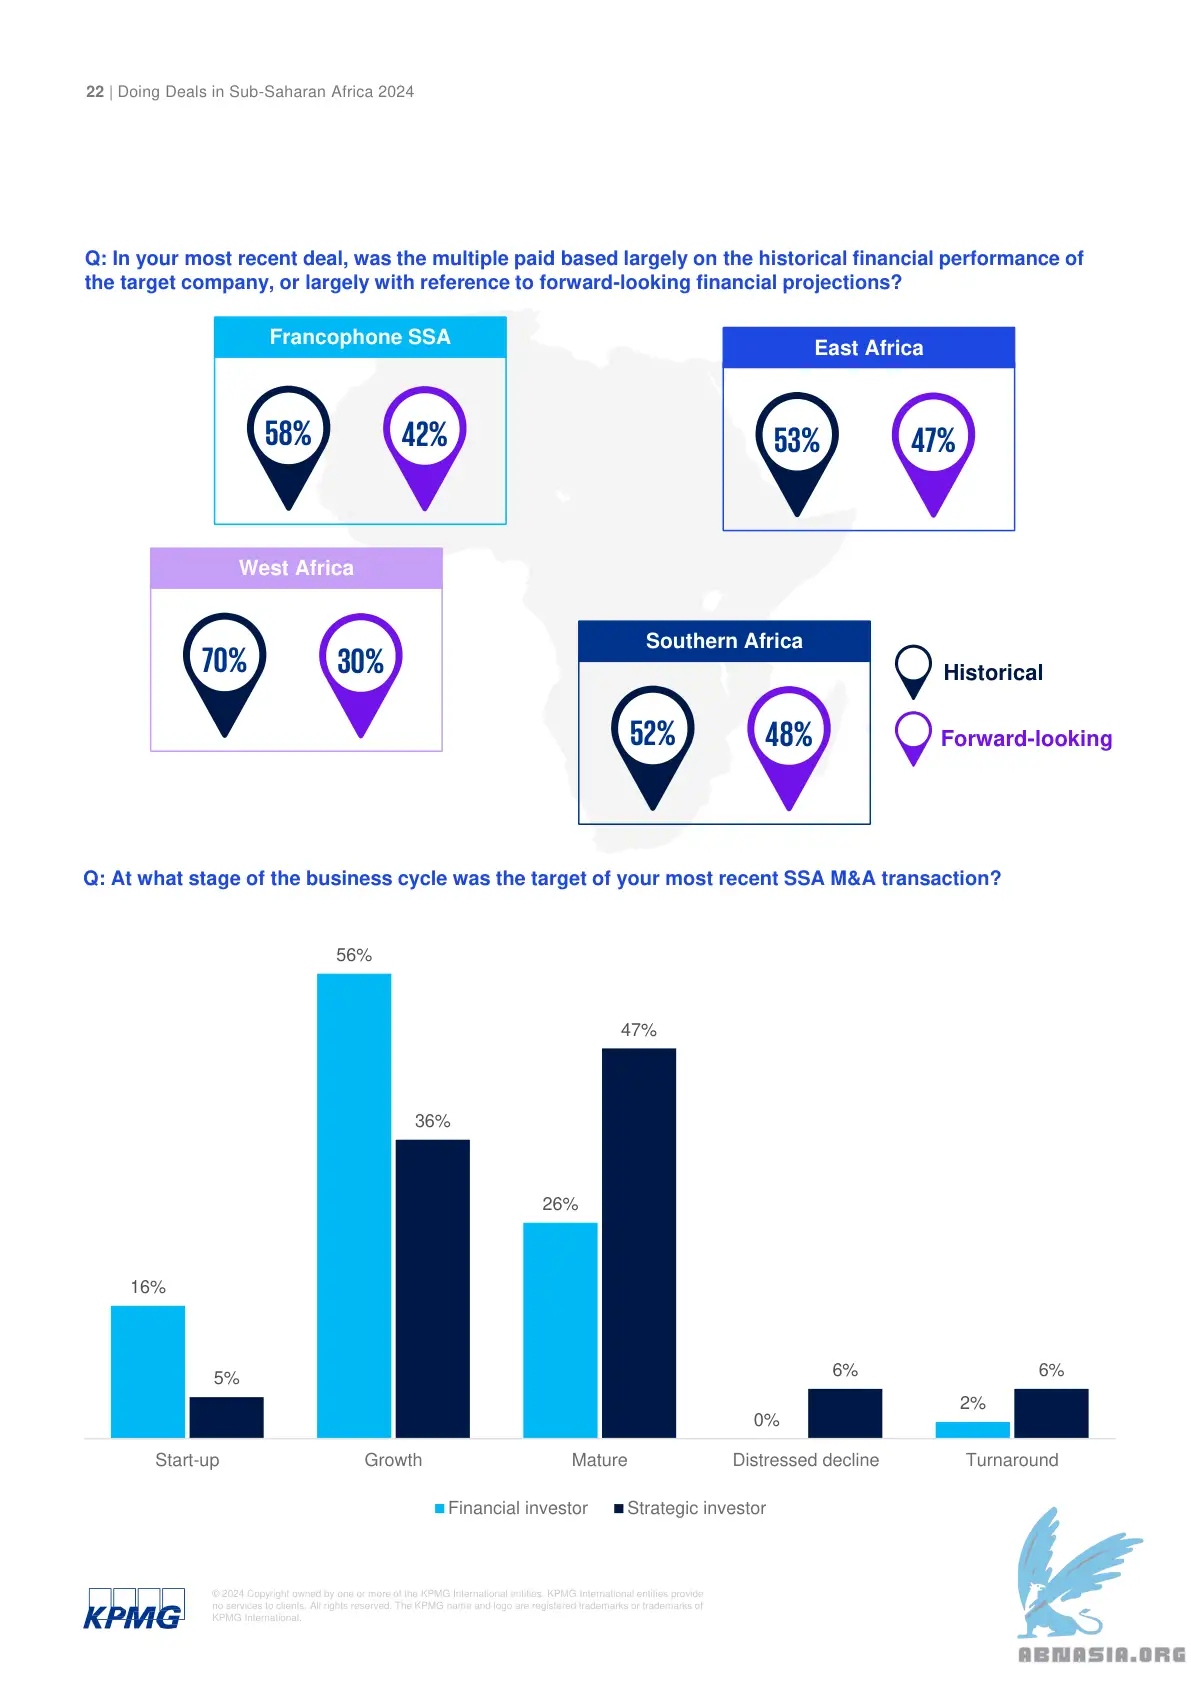 22 | Doing Deals in Sub-Saharan Africa 2024
Q: In your most recent deal, was the multiple paid based largely on the historical financial performance of
the target company, or largely with reference to forward-looking financial projections?
Francophone SSA
58%
42%
East Africa
53%
47%
West Africa
70%
30%
Southern Africa
52%
48%
Historical
Forward-looking
Q: At what stage of the business cycle was the target of your most recent SSA M&A transaction?
56%
47%
36%
26%
16%
5%
0%
6%
2%
6%
Start-up
Growth
Mature
Distressed decline
Turnaround
Financial investor
Strategic investor
KPMG
© 2024 Copyright owned by one or more of the KPMG International entities. KPMG International entities provide
no services to clients. All rights reserved. The KPMG name and logo are registered trademarks or trademarks of
KPMG International.
ABNASIA.ORG